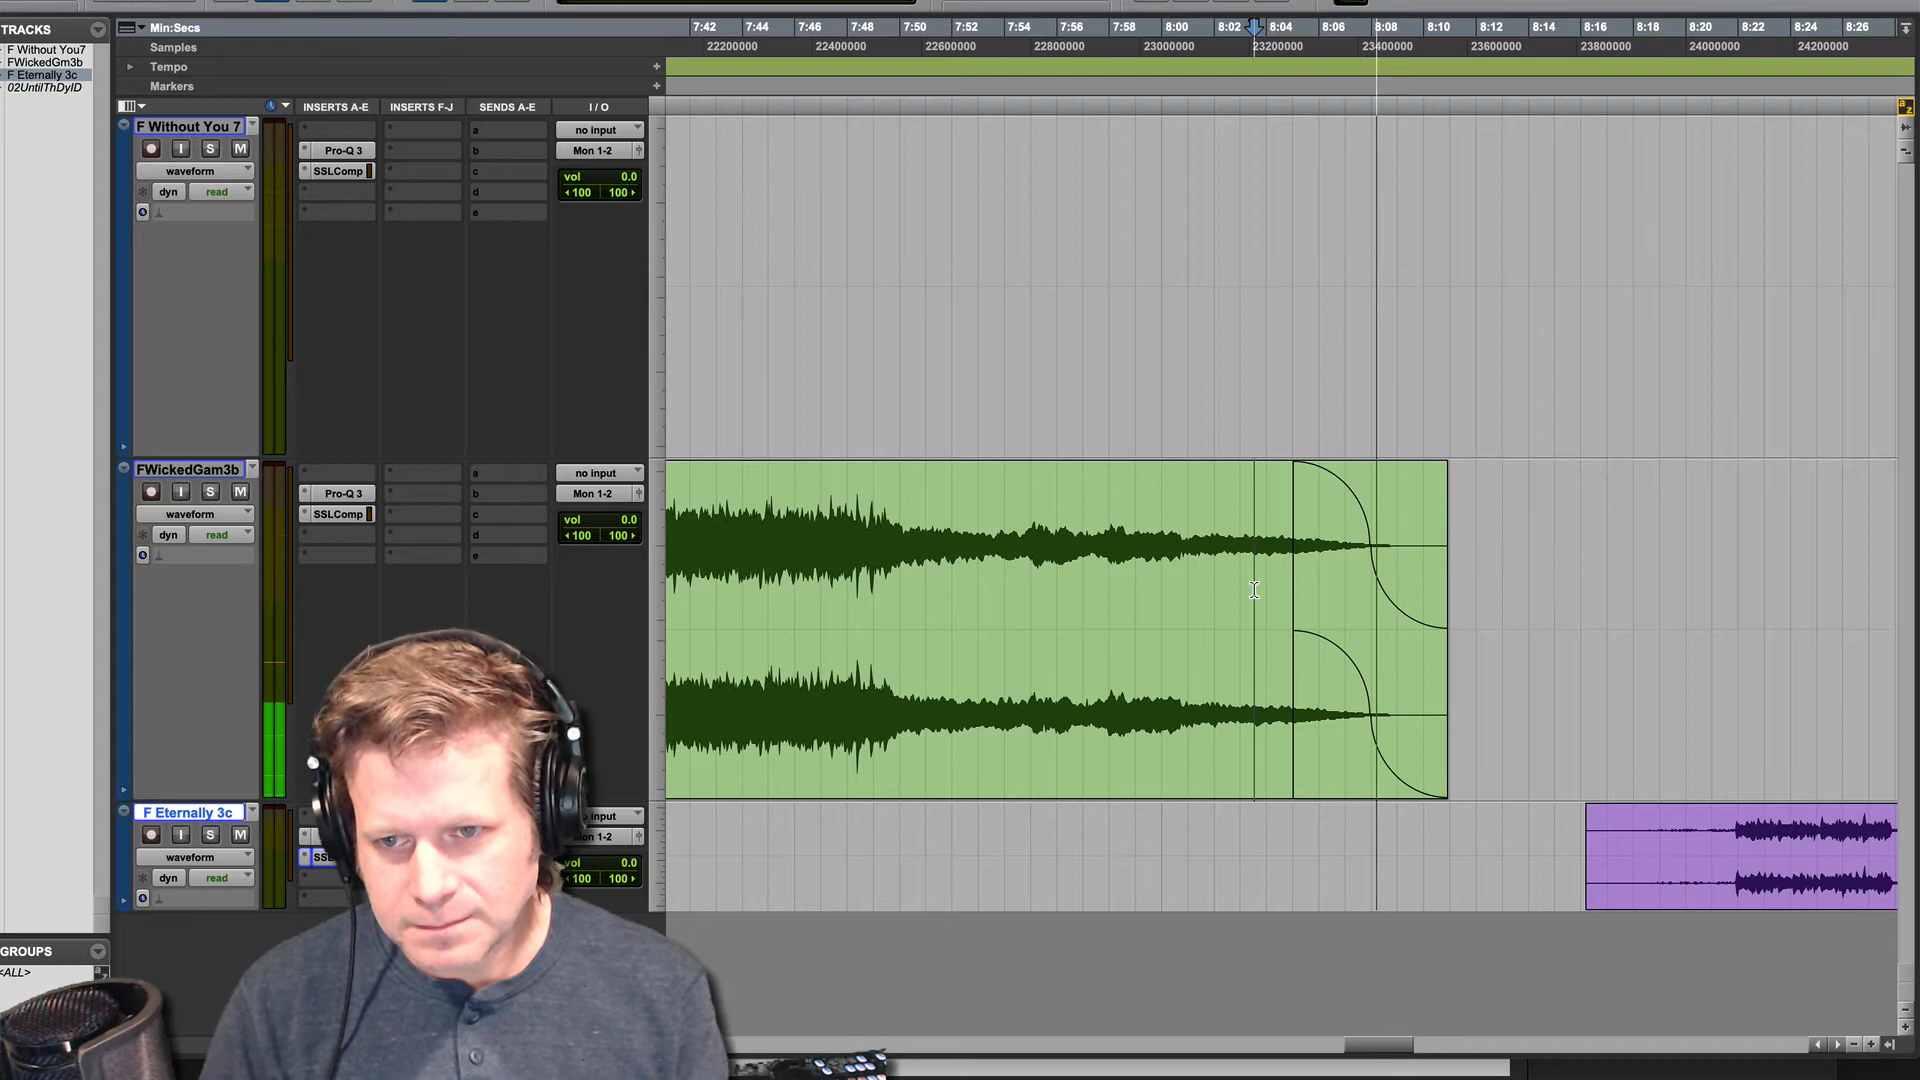 TRACKS
F Without You7
FWickedGm3b
F Eternally 3c
02UntilThDyID
Min:Secs
7:42 7:44 7:46 7:48 7:50 7:52 7:54 7:56 7:58 8:00 8:02 8:04 8:06 8:08 8:10 8:12 8:14 8:16 8:18 8:20 8:22 8:24 8:26
Samples
22200000 22400000 22600000 22800000 23000000 23200000 23400000 23600000 23800000 24000000 24200000
Tempo
Markers
INSERTS A-E INSERTS F-J SENDS A-E I / O
F Without You 7
I S M
waveform
dyn read
Pro-Q 3
SSLComp
a
b
c
d
e
no input
Mon 1-2
vol 0.0
100 100
FWickedGam3b
I S M
waveform
dyn read
Pro-Q 3
SSLComp
a
b
c
d
e
no input
Mon 1-2
vol 0.0
100 100
F Eternally 3c
I S M
waveform
dyn read
input
Mon 1-2
vol 0.0
100 100
GROUPS
<ALL>